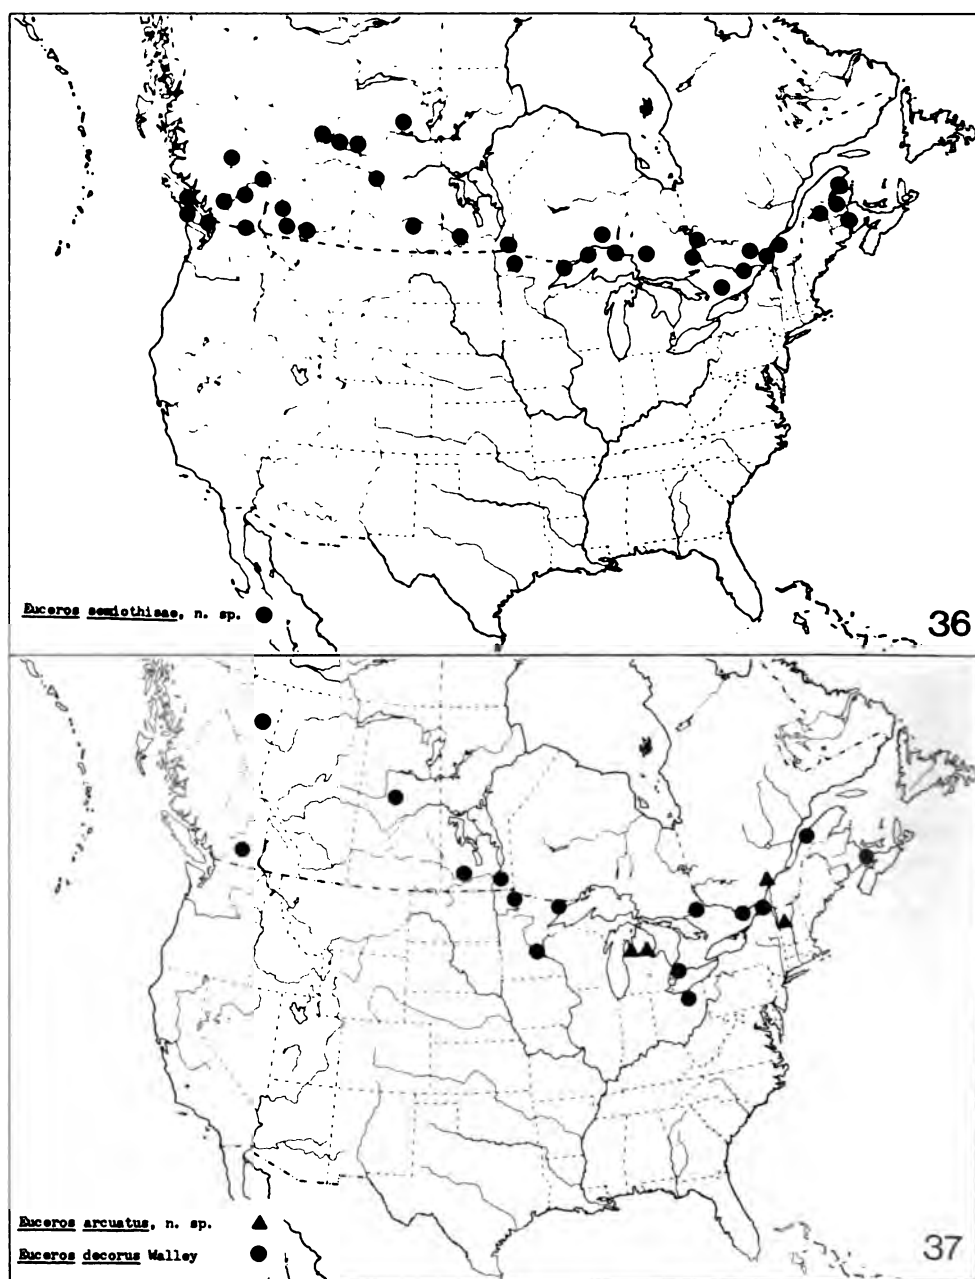 Euceros semiothisae, n. sp.
36
Euceros arcuatus, n. sp.
Euceros decorus Walley
37